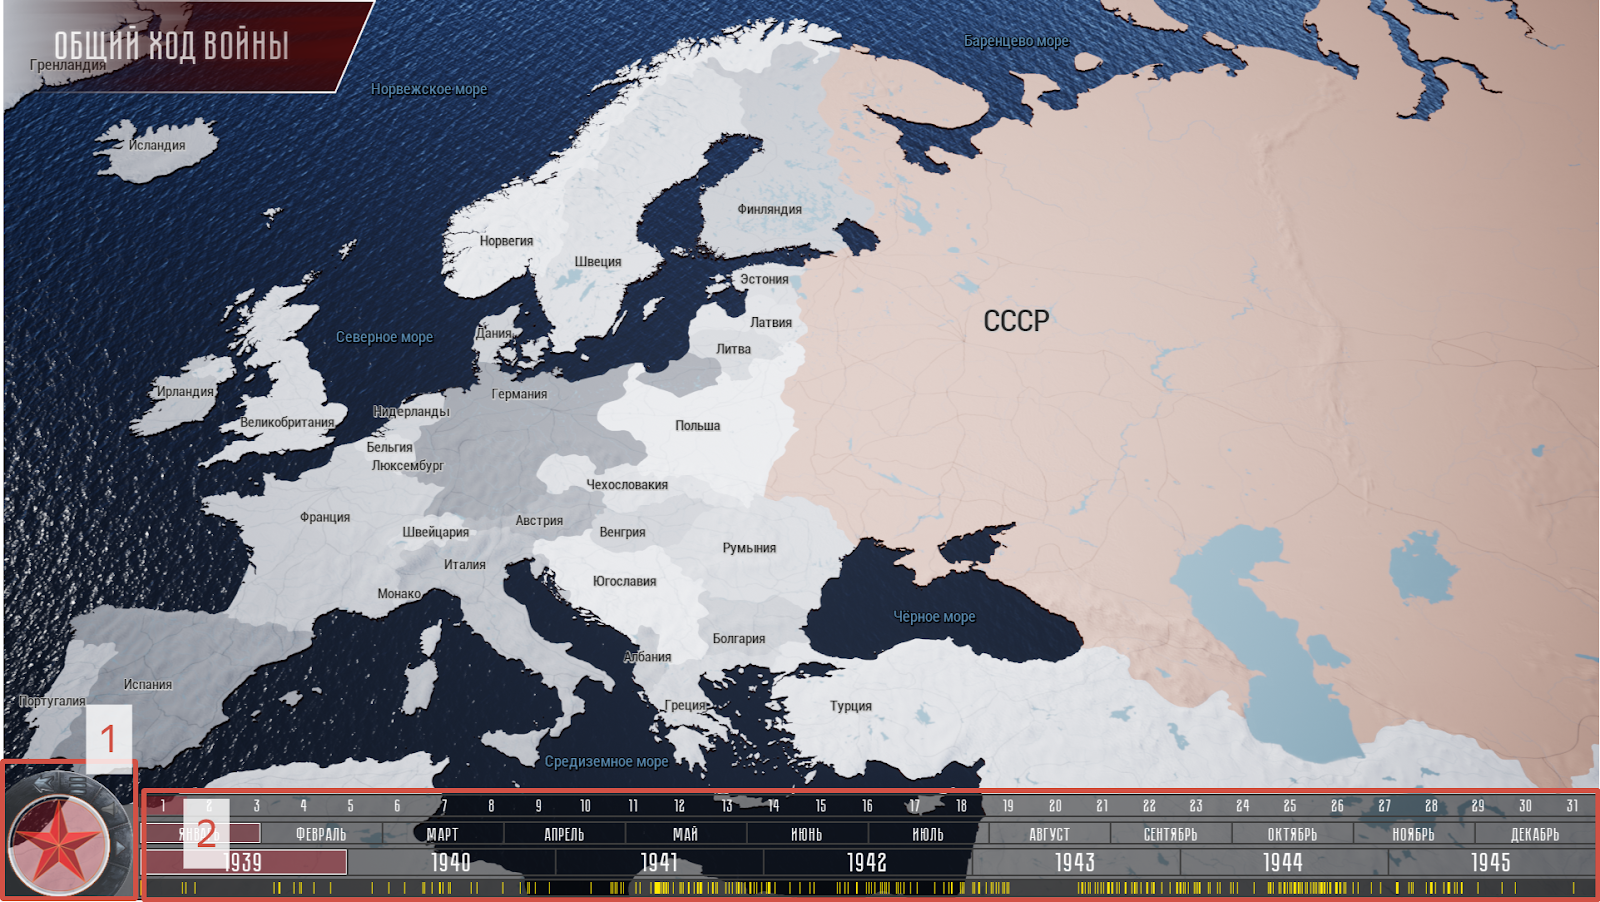 ОБЩИЙ ХОД ВОЙНЫ
Гренландия
Баренцево море
Норвежское море
Исландия
Финляндия
Норвегия
Швеция
Эстония
СССР
Латвия
Дания
Северное море
Литва
Ирландия
Германия
Нидерланды
Великобритания
Польша
Бельгия
Люксембург
Чехословакия
Франция
Австрия
Швейцария
Венгрия
Румыния
Италия
Югославия
Монако
Чёрное море
Болгария
Албания
Испания
Португалия
Греция
Турция
1
Средиземное море
1 2 3 4 5 6 7 8 9 10 11 12 13 14 15 16 17 18 19 20 21 22 23 24 25 26 27 28 29 30 31
2
ЯНВАРЬ ФЕВРАЛЬ МАРТ АПРЕЛЬ МАЙ ИЮНЬ ИЮЛЬ АВГУСТ СЕНТЯБРЬ ОКТЯБРЬ НОЯБРЬ ДЕКАБРЬ
1939 1940 1941 1942 1943 1944 1945